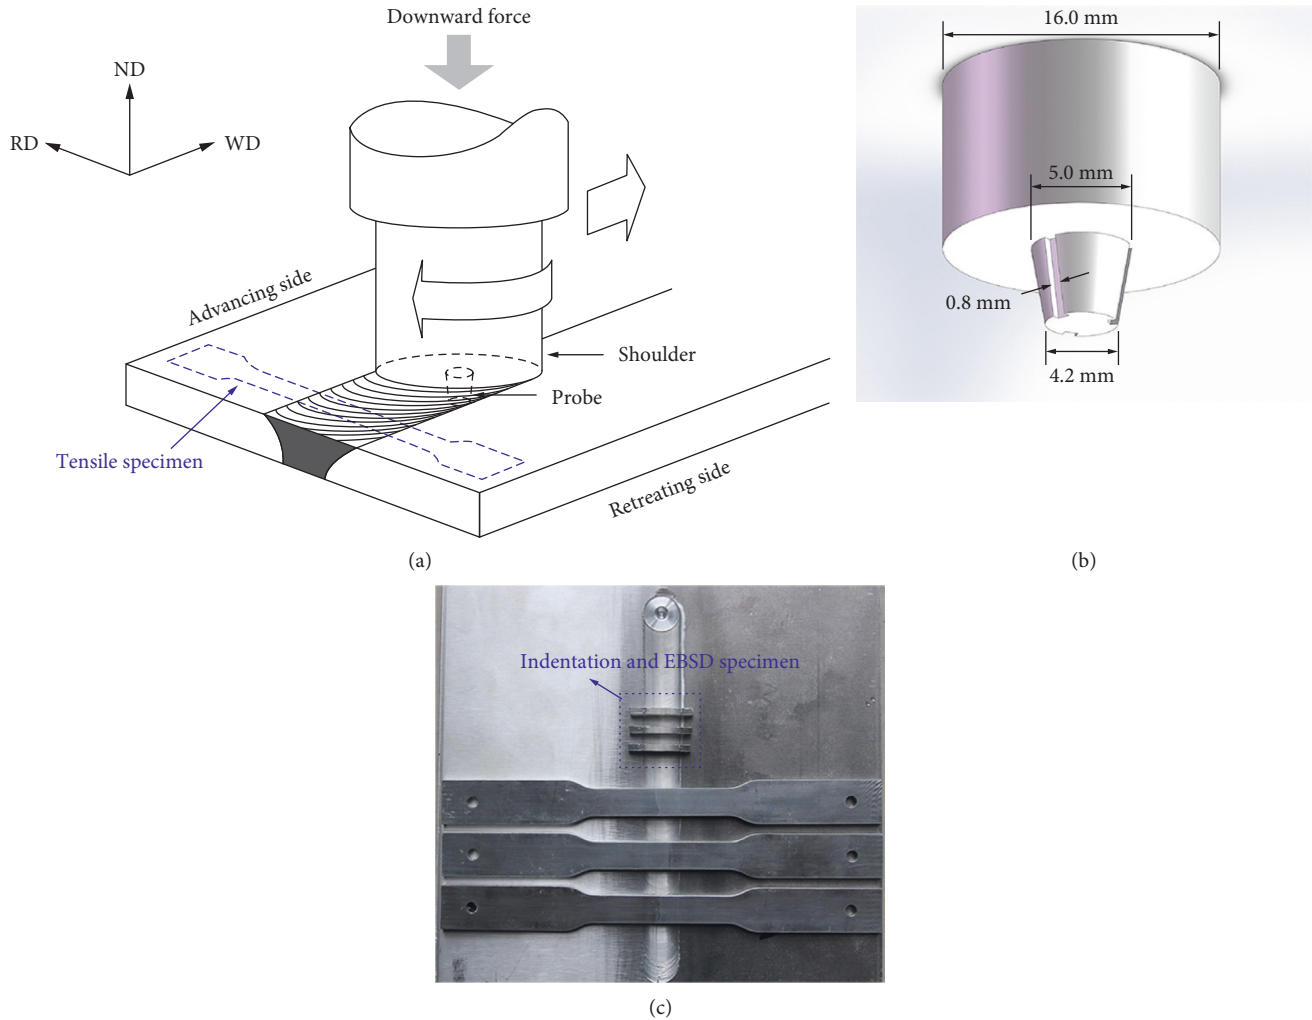 Downward force
ND
RD
WD
Advancing side
Shoulder
Probe
Tensile specimen
Retreating side
(a)
16.0 mm
5.0 mm
0.8 mm
4.2 mm
(b)
Indentation and EBSD specimen
(c)